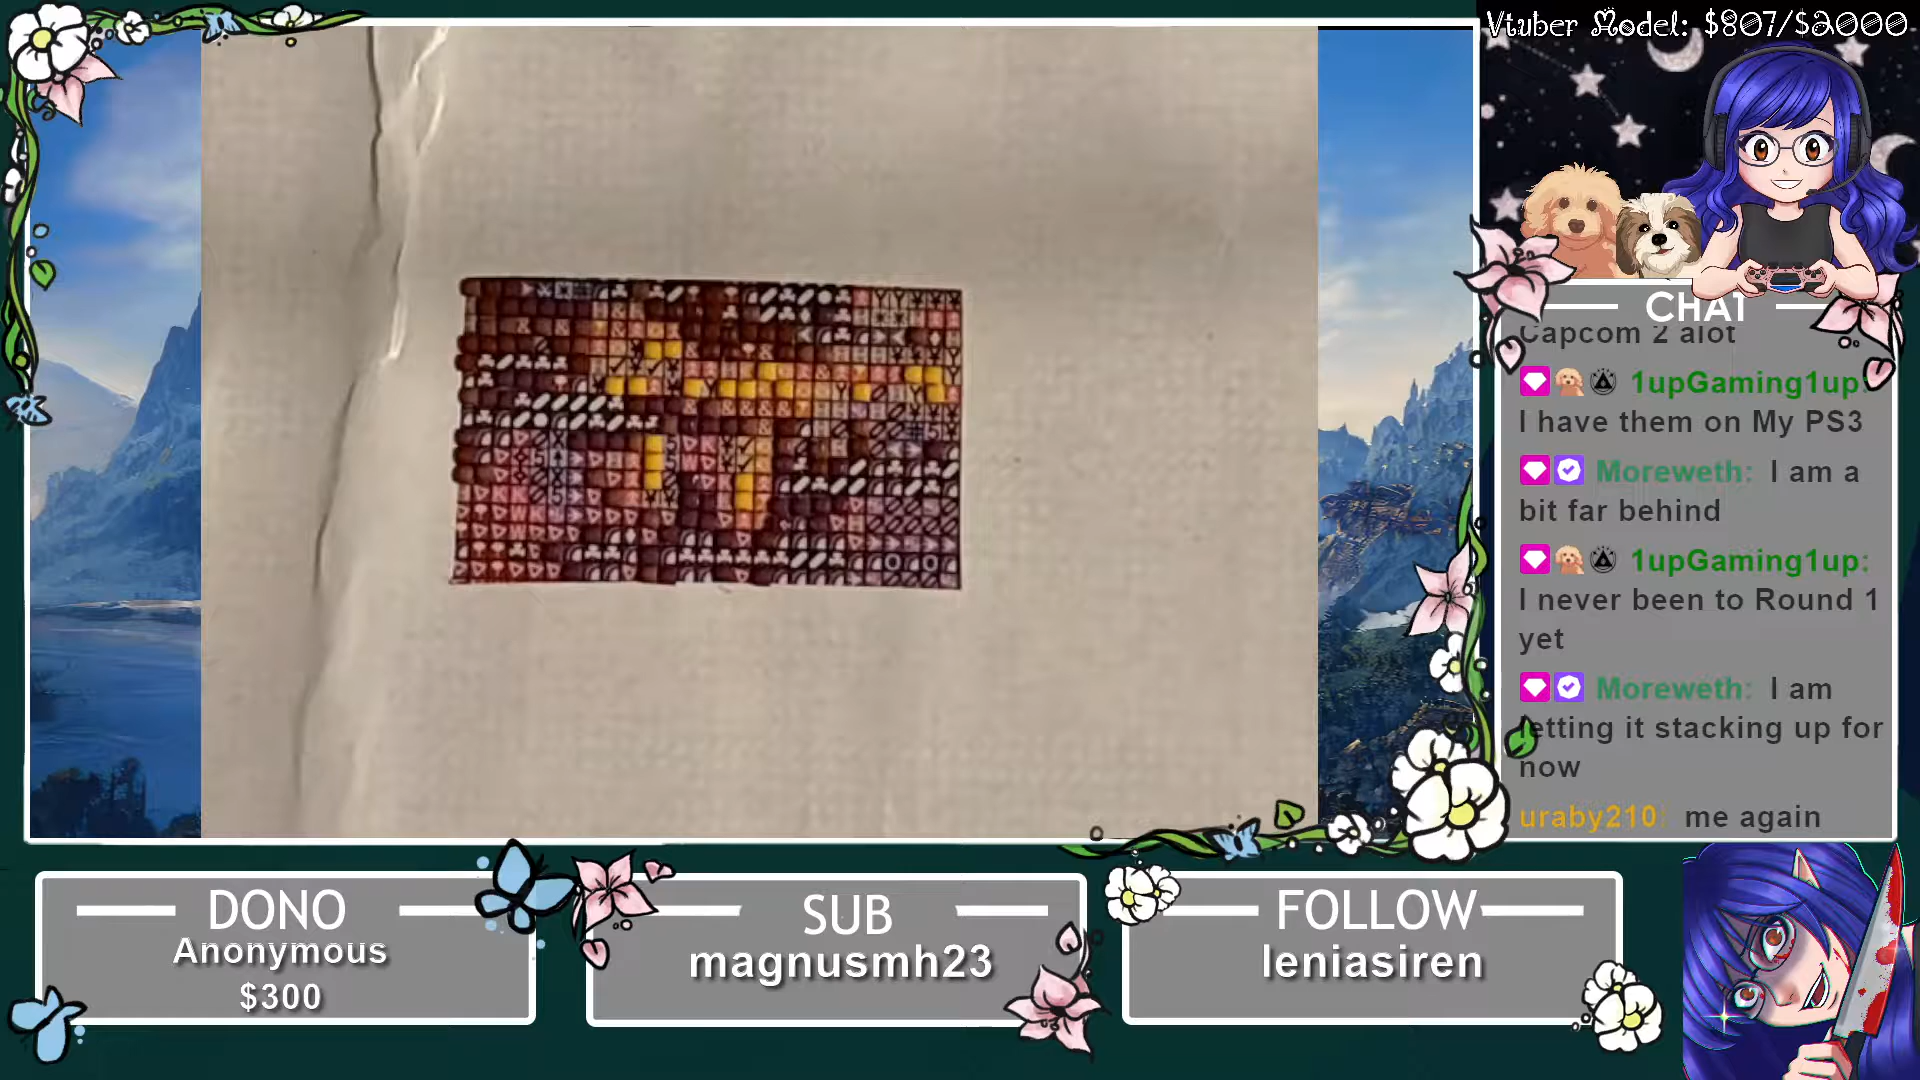 Vtuber Model: $807/$2000
CHAT
Capcom 2 alot
1upGaming1up:
I have them on My PS3
Moreweth: I am a
bit far behind
1upGaming1up:
I never been to Round 1
yet
Moreweth: I am
letting it stacking up for
now
uraby210: me again
DONO
Anonymous
$300
SUB
magnusmh23
FOLLOW
leniasiren